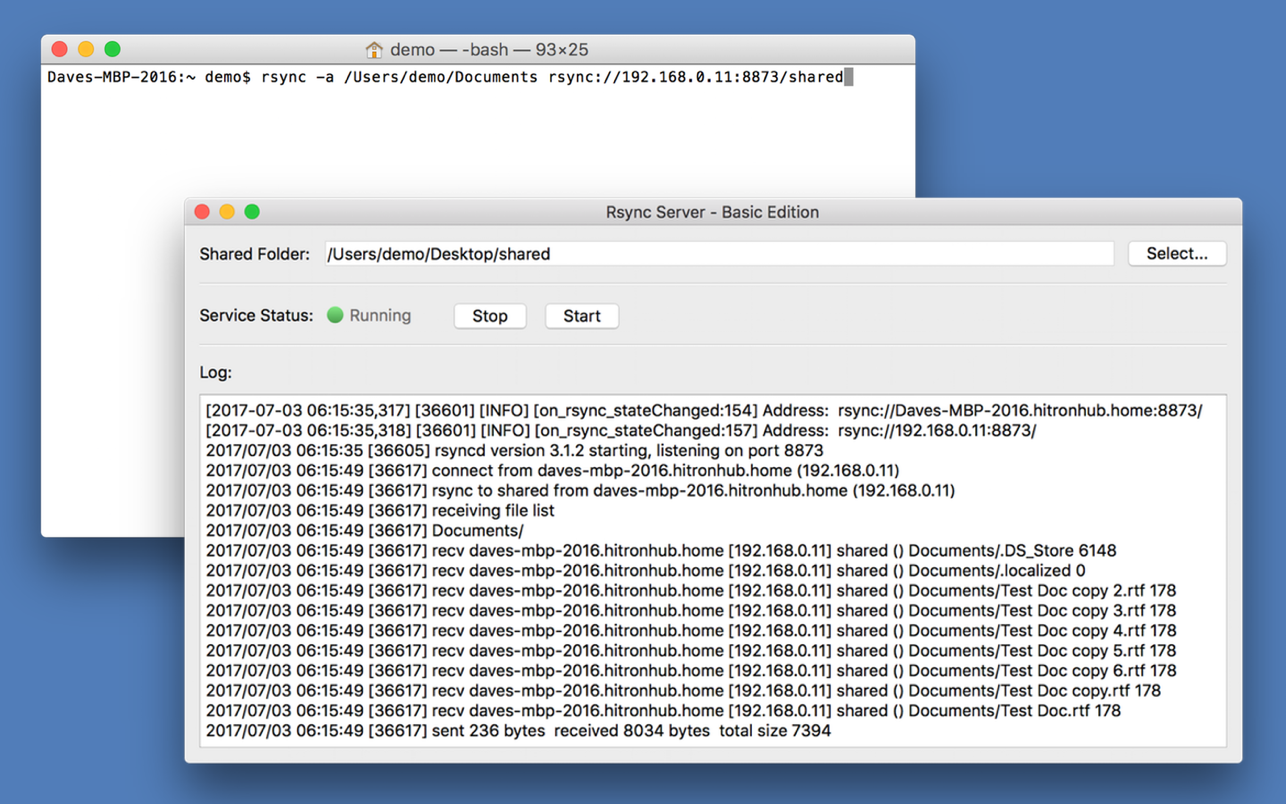 demo — -bash — 93×25
Daves-MBP-2016:~ demo$ rsync -a /Users/demo/Documents rsync://192.168.0.11:8873/shared
Rsync Server - Basic Edition
Shared Folder: /Users/demo/Desktop/shared Select...
Service Status: Running Stop Start
Log:
[2017-07-03 06:15:35,317] [36601] [INFO] [on_rsync_stateChanged:154] Address:  rsync://Daves-MBP-2016.hitronhub.home:8873/
[2017-07-03 06:15:35,318] [36601] [INFO] [on_rsync_stateChanged:157] Address:  rsync://192.168.0.11:8873/
2017/07/03 06:15:35 [36605] rsyncd version 3.1.2 starting, listening on port 8873
2017/07/03 06:15:49 [36617] connect from daves-mbp-2016.hitronhub.home (192.168.0.11)
2017/07/03 06:15:49 [36617] rsync to shared from daves-mbp-2016.hitronhub.home (192.168.0.11)
2017/07/03 06:15:49 [36617] receiving file list
2017/07/03 06:15:49 [36617] Documents/
2017/07/03 06:15:49 [36617] recv daves-mbp-2016.hitronhub.home [192.168.0.11] shared () Documents/.DS_Store 6148
2017/07/03 06:15:49 [36617] recv daves-mbp-2016.hitronhub.home [192.168.0.11] shared () Documents/.localized 0
2017/07/03 06:15:49 [36617] recv daves-mbp-2016.hitronhub.home [192.168.0.11] shared () Documents/Test Doc copy 2.rtf 178
2017/07/03 06:15:49 [36617] recv daves-mbp-2016.hitronhub.home [192.168.0.11] shared () Documents/Test Doc copy 3.rtf 178
2017/07/03 06:15:49 [36617] recv daves-mbp-2016.hitronhub.home [192.168.0.11] shared () Documents/Test Doc copy 4.rtf 178
2017/07/03 06:15:49 [36617] recv daves-mbp-2016.hitronhub.home [192.168.0.11] shared () Documents/Test Doc copy 5.rtf 178
2017/07/03 06:15:49 [36617] recv daves-mbp-2016.hitronhub.home [192.168.0.11] shared () Documents/Test Doc copy 6.rtf 178
2017/07/03 06:15:49 [36617] recv daves-mbp-2016.hitronhub.home [192.168.0.11] shared () Documents/Test Doc copy.rtf 178
2017/07/03 06:15:49 [36617] recv daves-mbp-2016.hitronhub.home [192.168.0.11] shared () Documents/Test Doc.rtf 178
2017/07/03 06:15:49 [36617] sent 236 bytes  received 8034 bytes  total size 7394